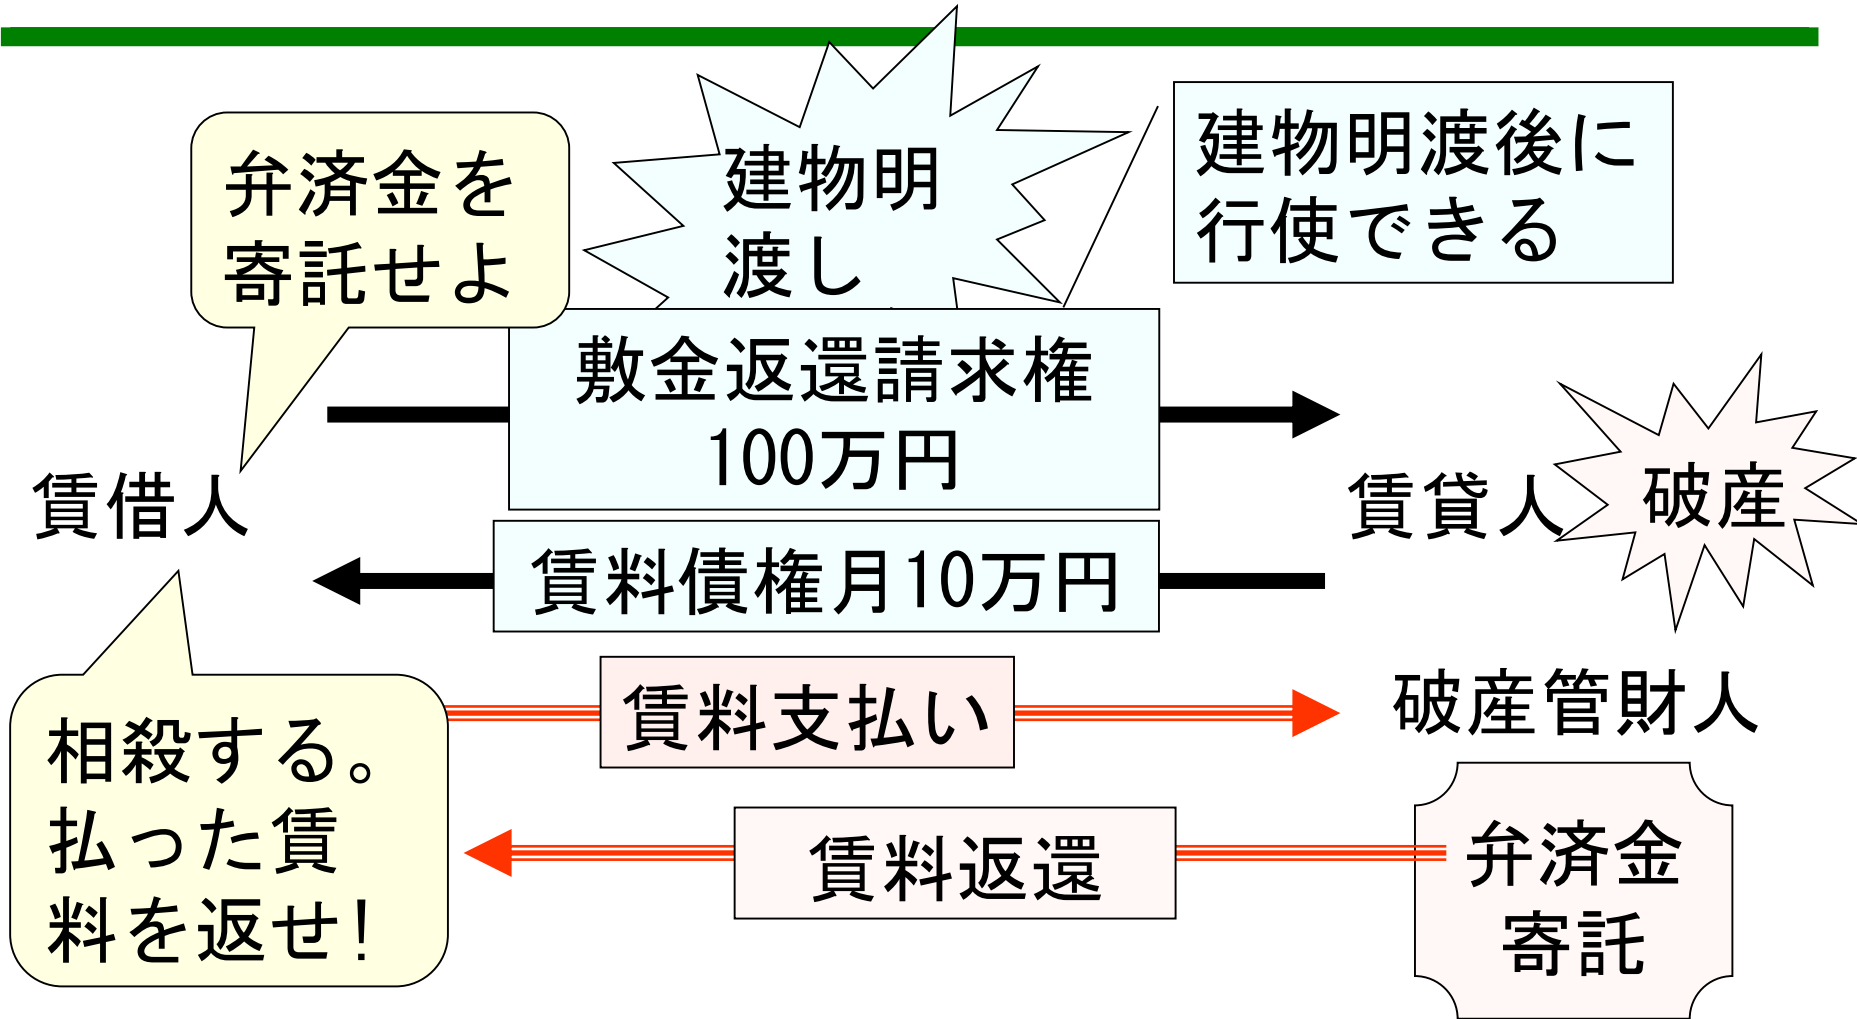 弁済金を
寄託せよ
建物明
渡し
建物明渡後に
行使できる
敷金返還請求権
100万円
賃借人
賃貸人
破産
賃料債権月10万円
賃料支払い
破産管財人
相殺する。
払った賃
料を返せ!
賃料返還
弁済金
寄託